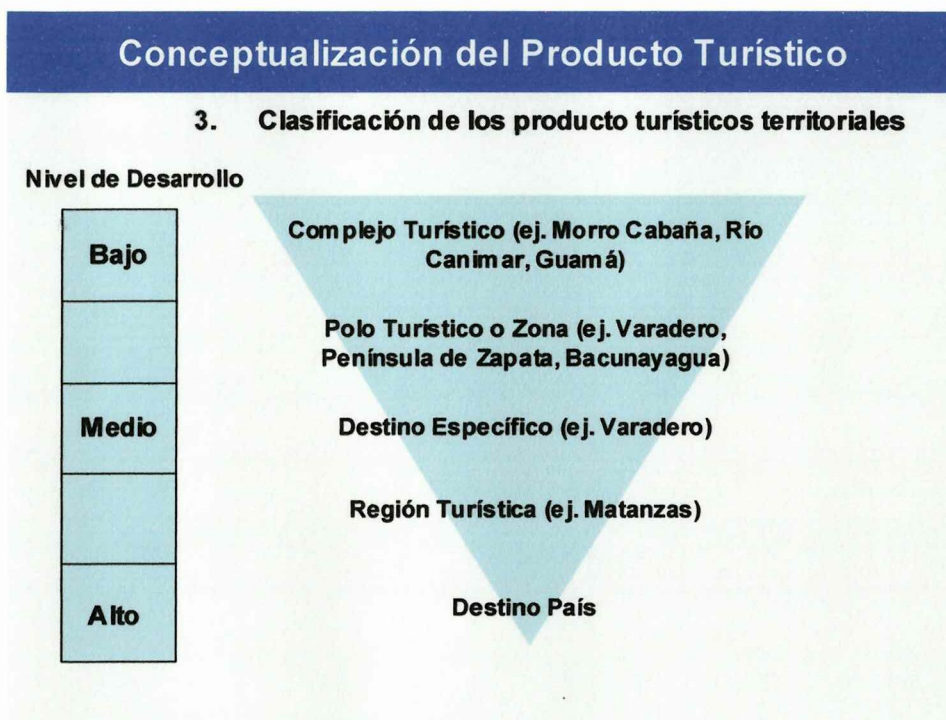 Conceptualización del Producto Turístico
3. Clasificación de los producto turísticos territoriales
Nivel de Desarrollo
Bajo
Complejo Turístico (ej. Morro Cabaña, Río
Canimar, Guamá)
Polo Turístico o Zona (ej. Varadero,
Península de Zapata, Bacunayagua)
Medio
Destino Específico (ej. Varadero)
Región Turística (ej. Matanzas)
Alto
Destino País